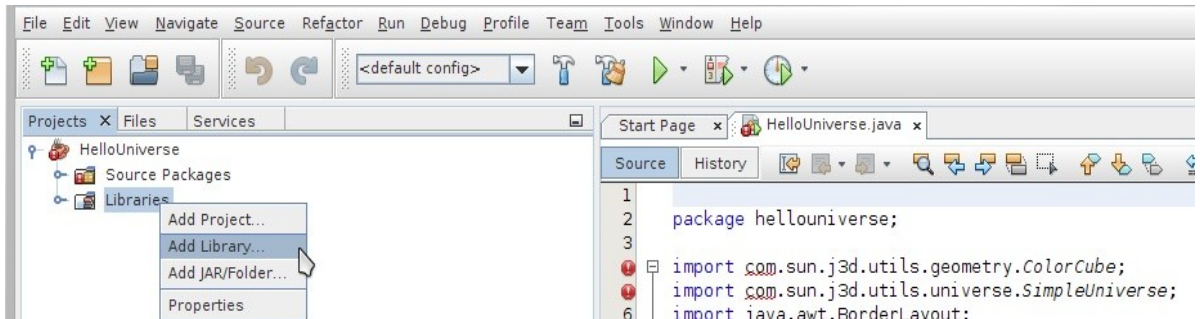 File Edit View Navigate Source Refactor Run Debug Profile Team Tools Window Help
<default config>
Projects Files Services
HelloUniverse
Source Packages
Libraries
Add Project...
Add Library...
Add JAR/Folder...
Properties
Start Page HelloUniverse.java
Source History
1
2 package hellouniverse;
3
import com.sun.j3d.utils.geometry.ColorCube;
import com.sun.j3d.utils.universe.SimpleUniverse;
6 import java.awt.BorderLayout;